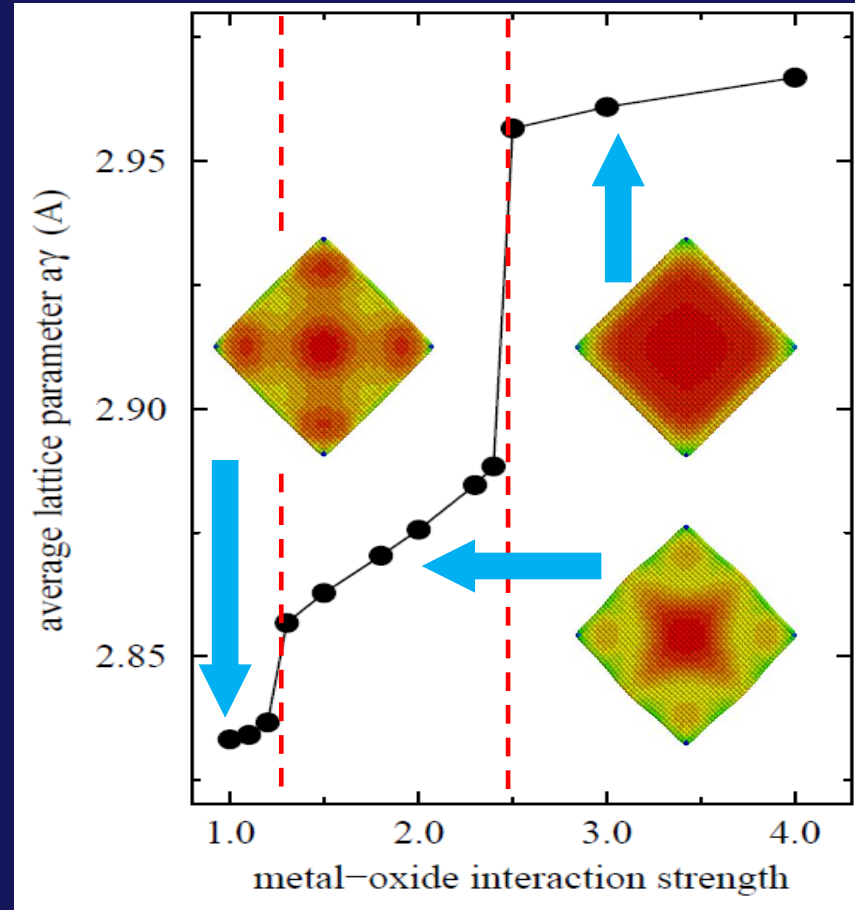 average lattice parameter aγ (A)
2.95
2.90
2.85
1.0 2.0 3.0 4.0
metal−oxide interaction strength